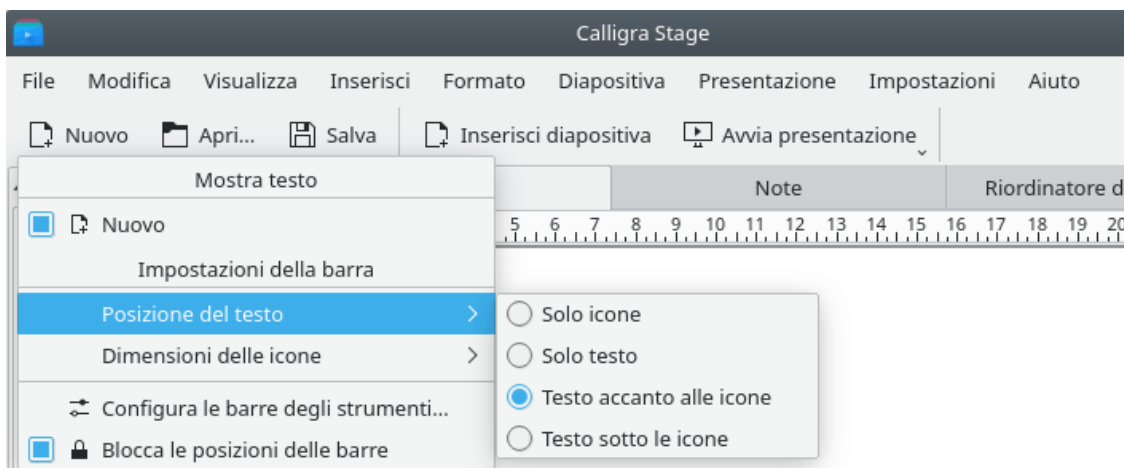 Calligra Stage
File Modifica Visualizza Inserisci Formato Diapositiva Presentazione Impostazioni Aiuto
Nuovo Apri... Salva Inserisci diapositiva Avvia presentazione
Mostra testo
Note Riordinatore d
Nuovo
5 6 7 8 9 10 11 12 13 14 15 16 17 18 19 20
Impostazioni della barra
Posizione del testo
Solo icone
Dimensioni delle icone
Solo testo
Configura le barre degli strumenti...
Testo accanto alle icone
Blocca le posizioni delle barre
Testo sotto le icone